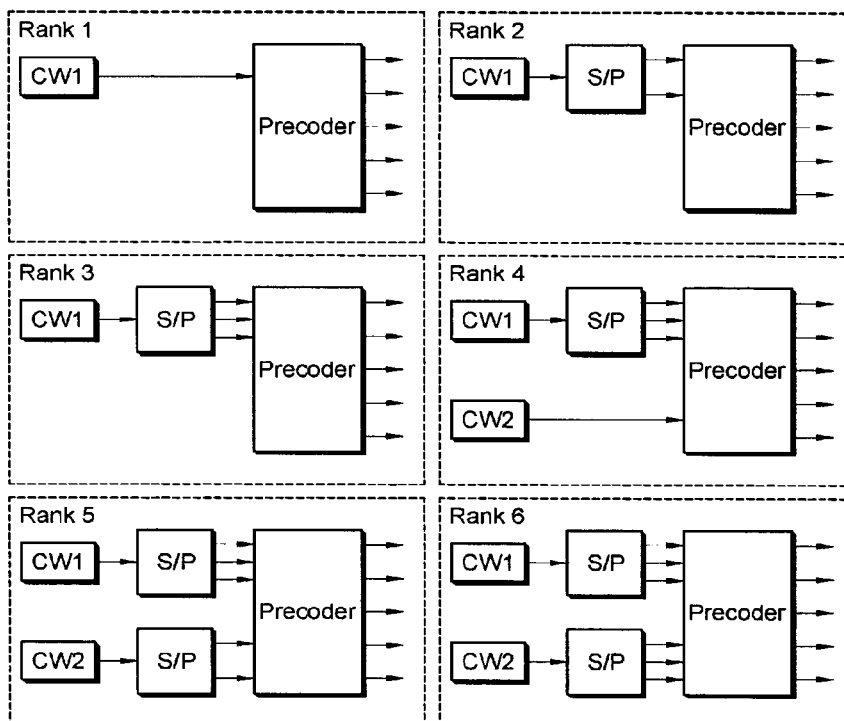 Rank 1
CW1
Precoder
Rank 2
CW1
S/P
Precoder
Rank 3
CW1
S/P
Precoder
Rank 4
CW1
S/P
Precoder
CW2
Rank 5
CW1
S/P
Precoder
CW2
S/P
Rank 6
CW1
S/P
Precoder
CW2
S/P